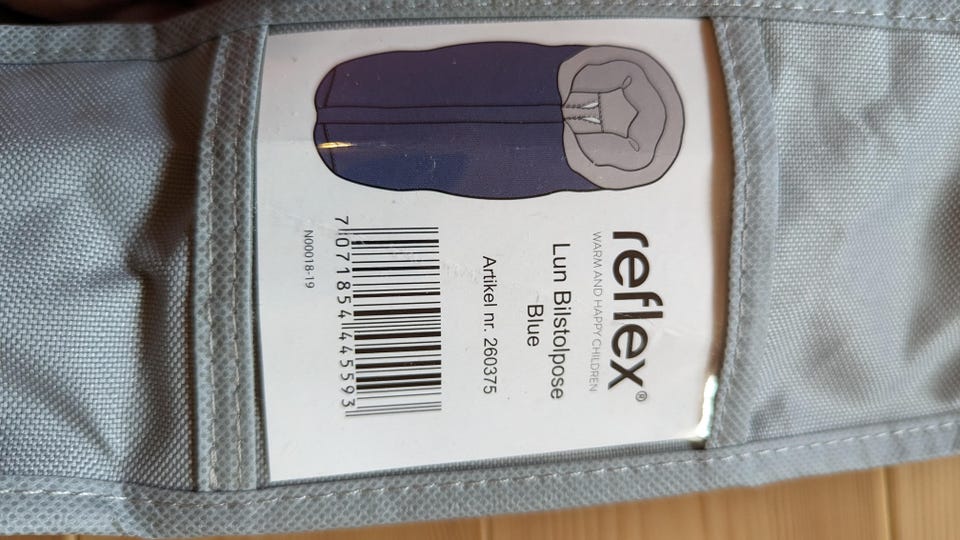 reflex®
WARM AND HAPPY CHILDREN
Lun Bilstolpose
Blue
Artikel nr. 260375
7 071854 445593
N00018-19